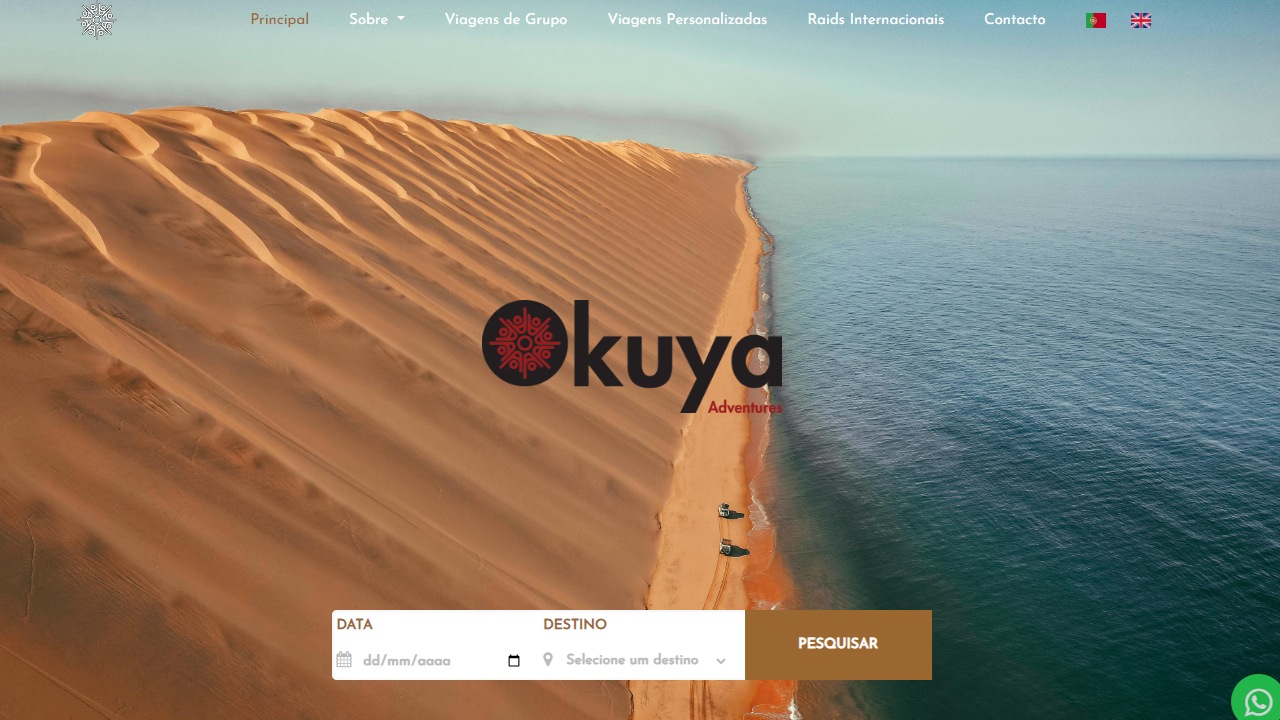 Principal Sobre Viagens de Grupo Viagens Personalizadas Raids Internacionais Contacto
Okuya
Adventures
DATA DESTINO
dd/mm/aaaa Selecione um destino
PESQUISAR